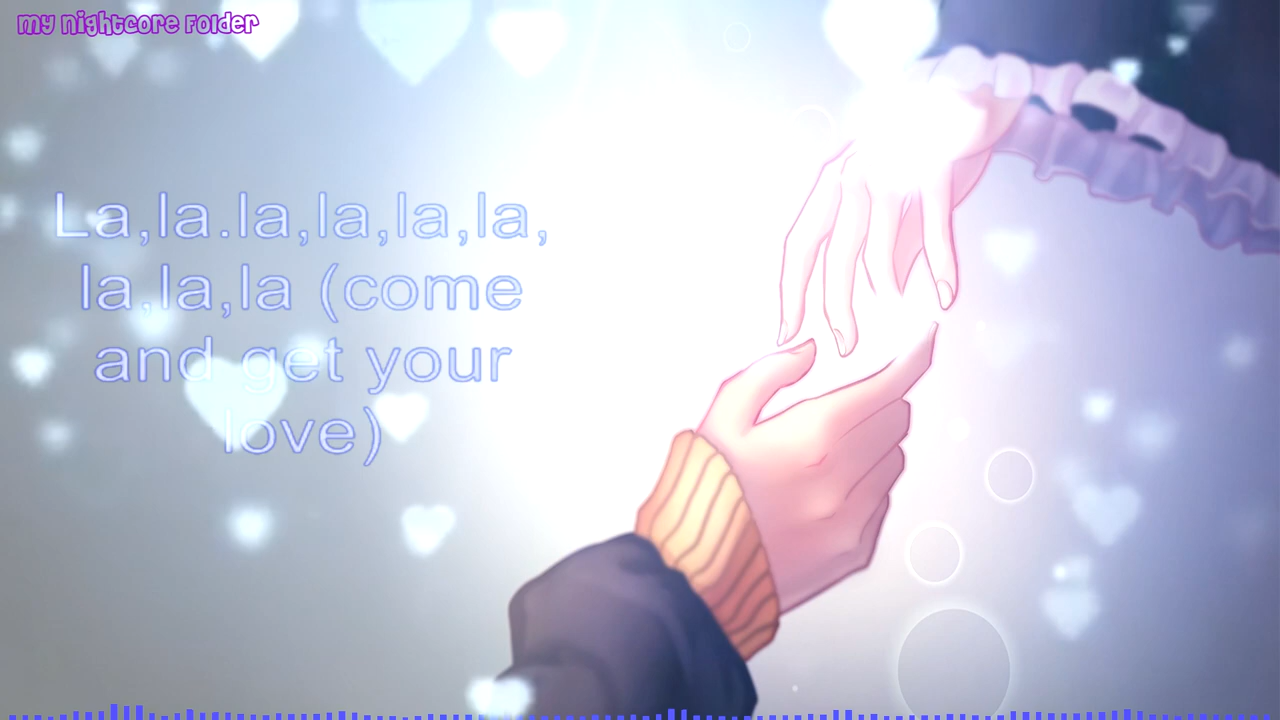 My Nightcore Folder
La,la.la,la,la,la,
la,la,la (come
and get your
love)